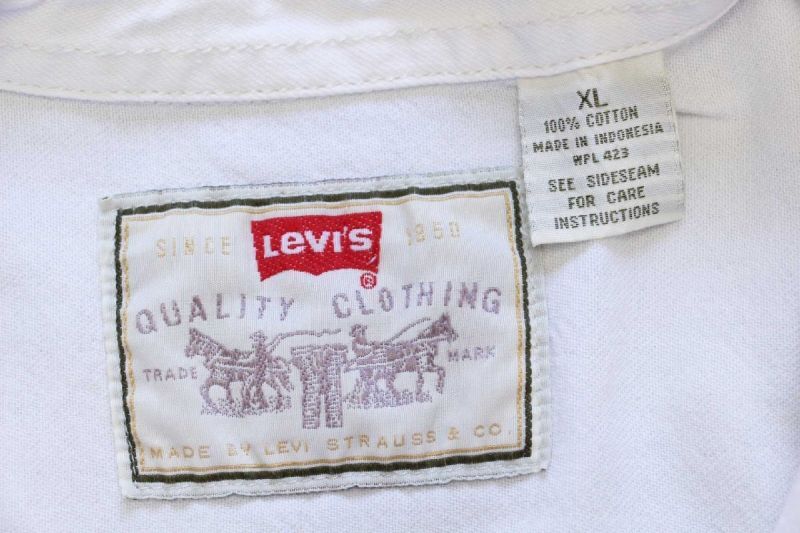 XL
100% COTTON
MADE IN INDONESIA
WPL 423
SEE SIDESEAM
FOR CARE
INSTRUCTIONS
SINCE LEVI'S 1850
®
QUALITY CLOTHING
TRADE MARK
MADE BY LEVI STRAUSS & CO.